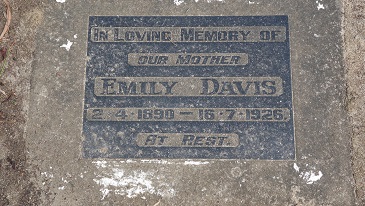 IN LOVING MEMORY OF
OUR MOTHER
EMILY DAVIS
2·4·1890 — 16·7·1926.
AT REST.